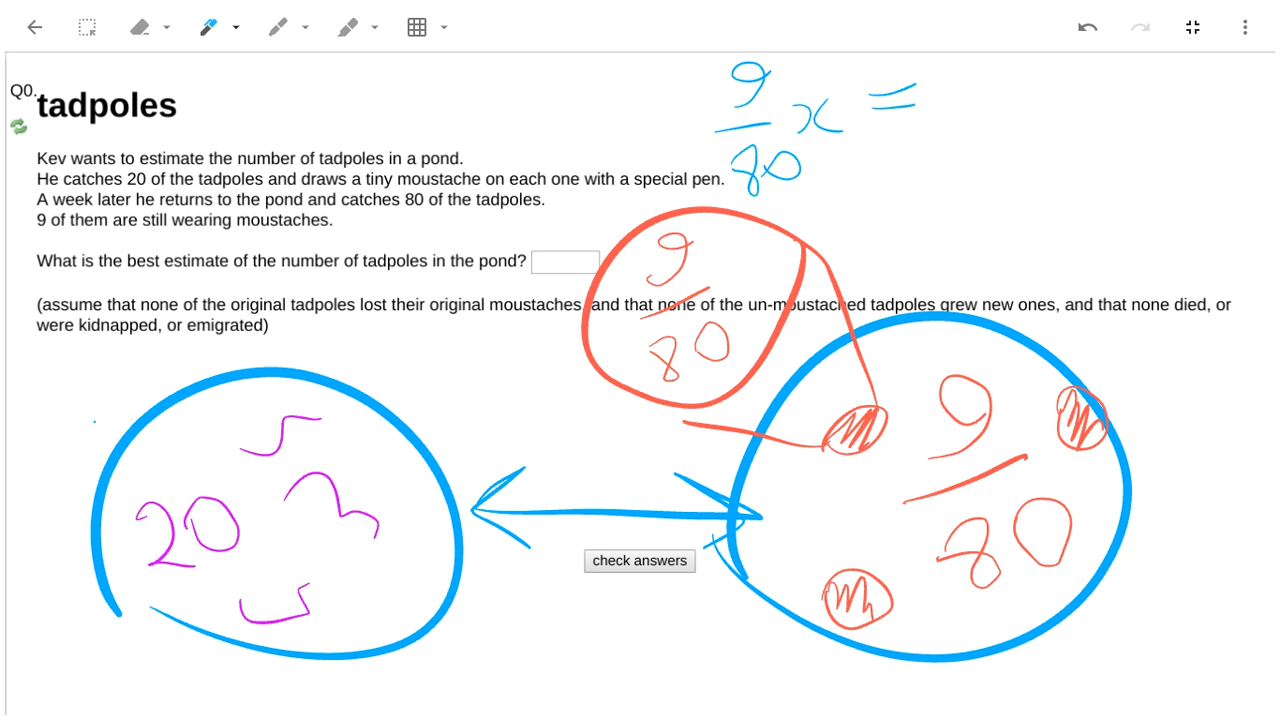 Q0.
tadpoles
Kev wants to estimate the number of tadpoles in a pond.
He catches 20 of the tadpoles and draws a tiny moustache on each one with a special pen.
A week later he returns to the pond and catches 80 of the tadpoles.
9 of them are still wearing moustaches.
What is the best estimate of the number of tadpoles in the pond?
(assume that none of the original tadpoles lost their original moustaches, and that none of the un-moustached tadpoles grew new ones, and that none died, or
were kidnapped, or emigrated)
9
80
x =
9
80
20
9
80
check answers